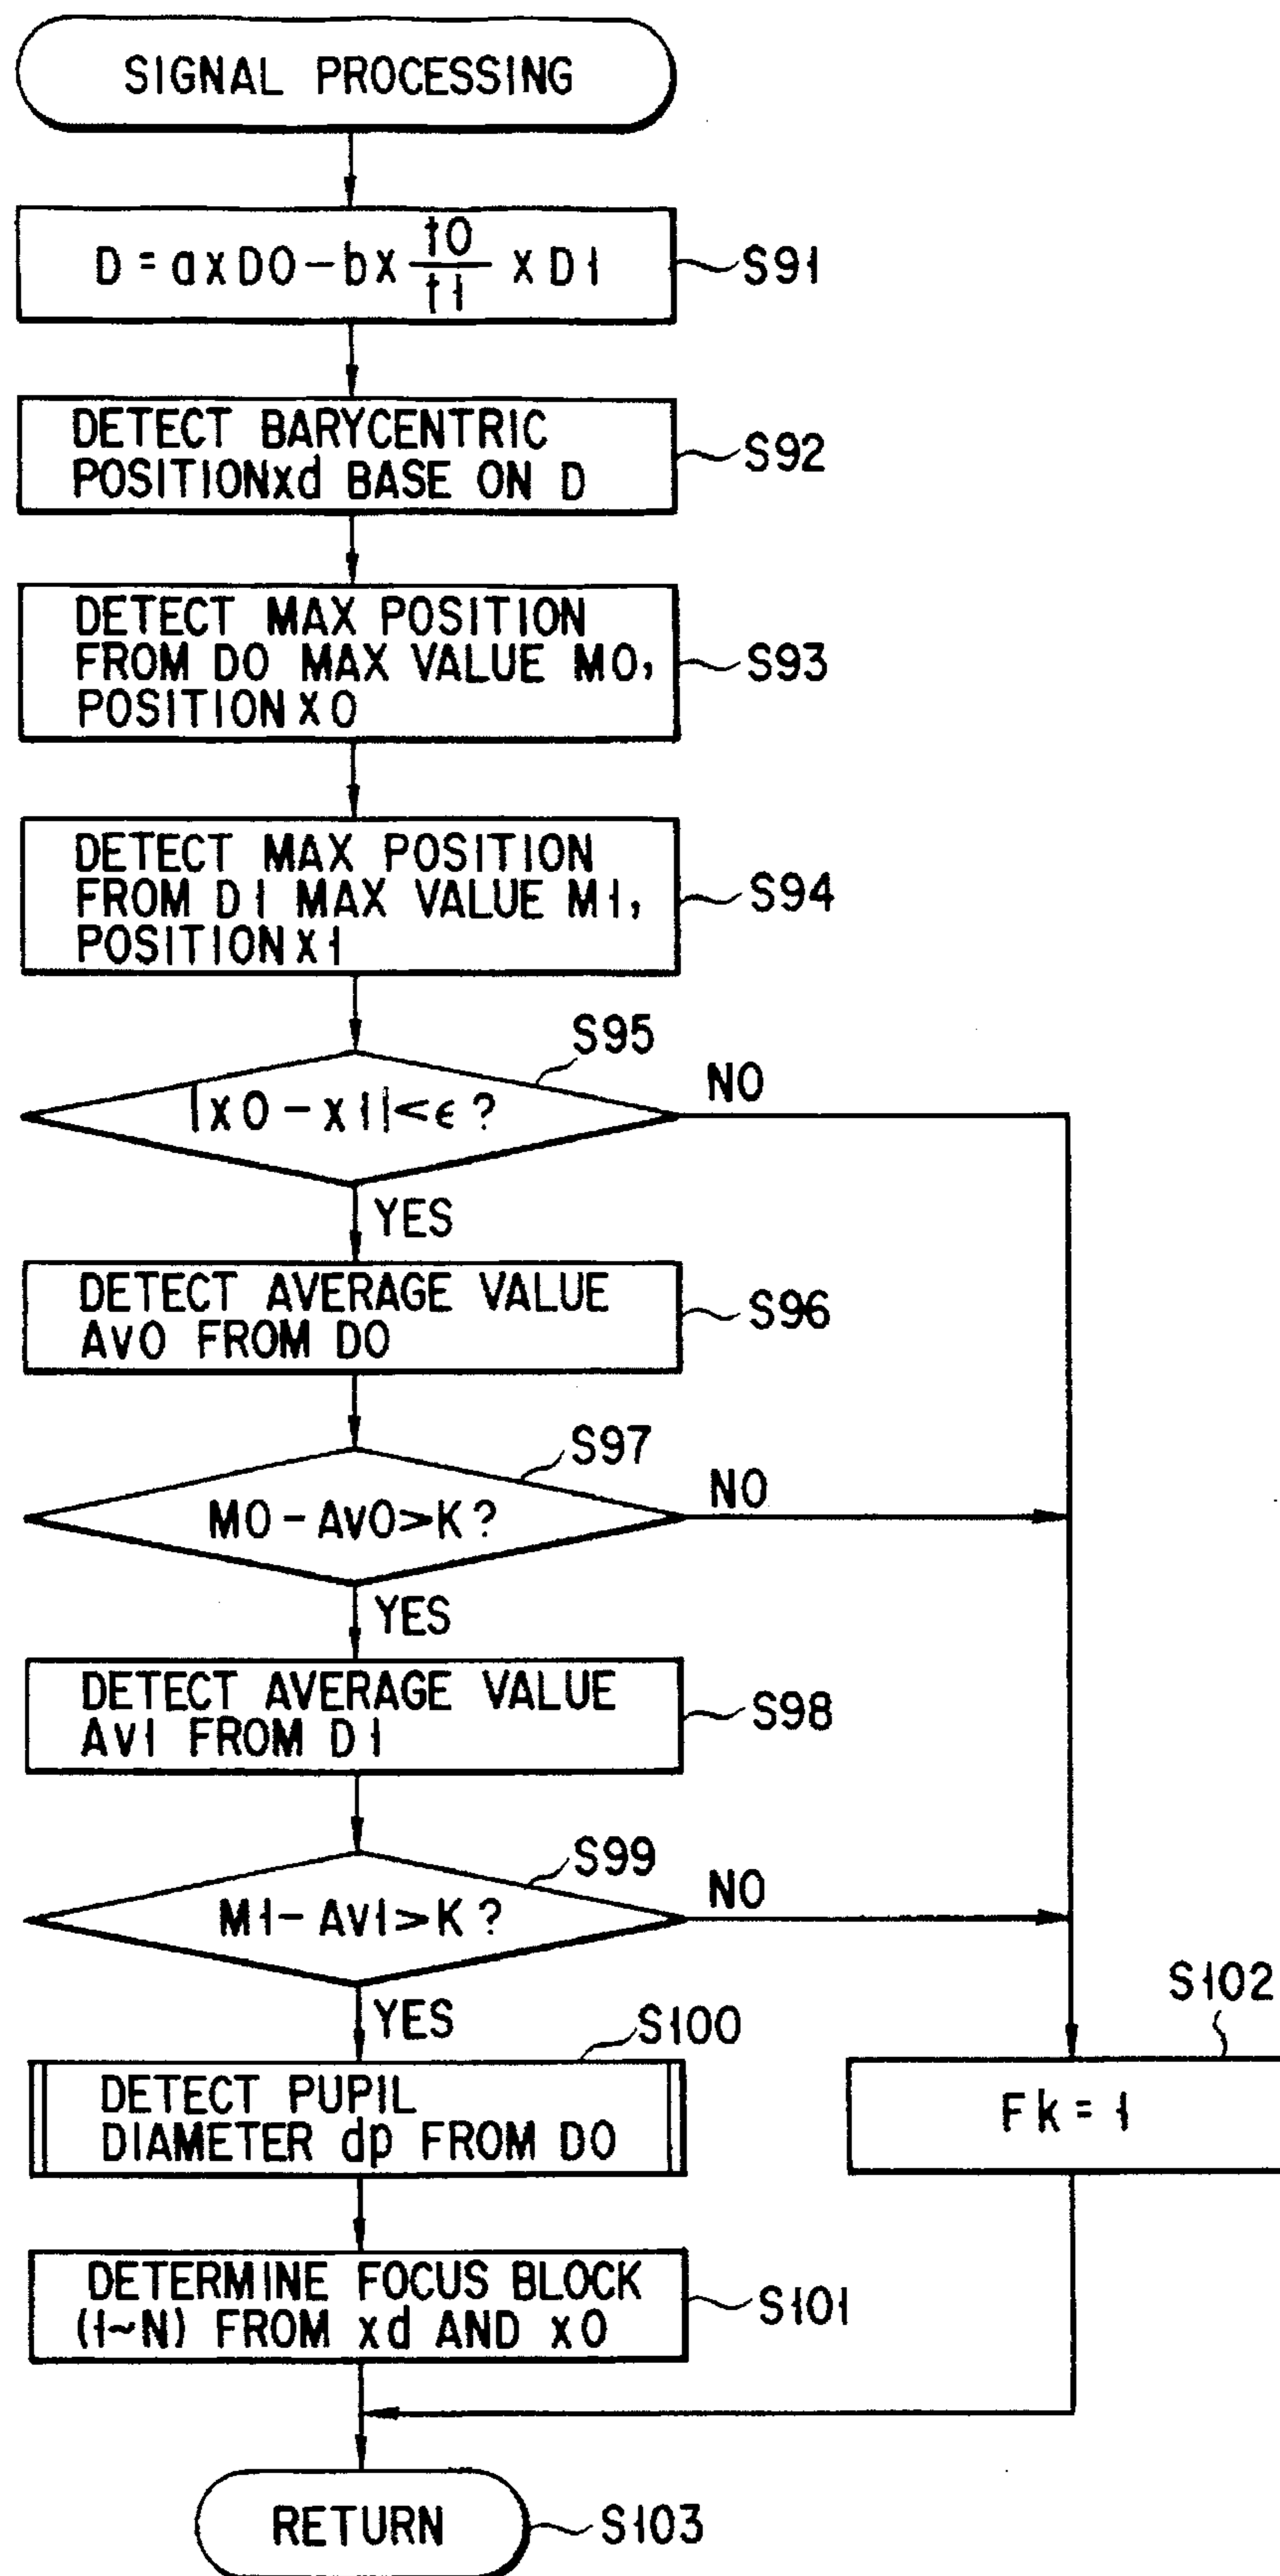 SIGNAL PROCESSING
D = a x D0 - b x t0/t1 x D1
S91
DETECT BARYCENTRIC
POSITION xd BASE ON D
S92
DETECT MAX POSITION
FROM D0 MAX VALUE M0,
POSITION x0
S93
DETECT MAX POSITION
FROM D1 MAX VALUE M1,
POSITION x1
S94
S95
|x0 - x1| < ϵ ?
NO
YES
DETECT AVERAGE VALUE
Av0 FROM D0
S96
S97
M0 - Av0 > K ?
NO
YES
DETECT AVERAGE VALUE
Av1 FROM D1
S98
S99
M1 - Av1 > K ?
NO
YES
S100
DETECT PUPIL
DIAMETER dp FROM D0
S102
Fk = 1
DETERMINE FOCUS BLOCK
(1~N) FROM xd AND x0
S101
RETURN
S103